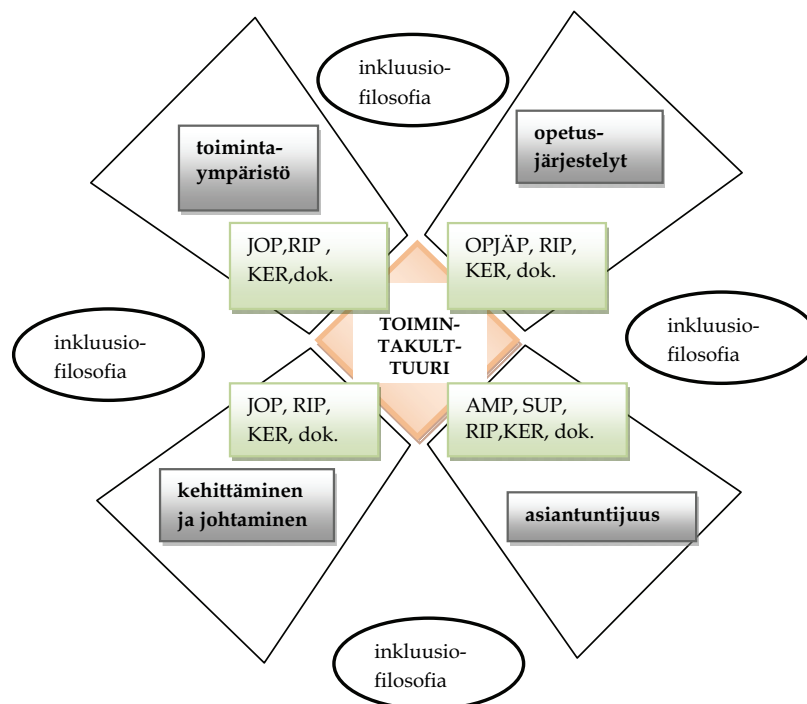 inkluusio-
filosofia
toiminta-
ympäristö
opetus-
järjestelyt
JOP,RIP ,
KER,dok.
OPJÄP, RIP,
KER, dok.
inkluusio-
filosofia
TOIMIN-
TAKULT-
TUURI
inkluusio-
filosofia
JOP, RIP,
KER, dok.
AMP, SUP,
RIP,KER, dok.
kehittäminen
ja johtaminen
asiantuntijuus
inkluusio-
filosofia